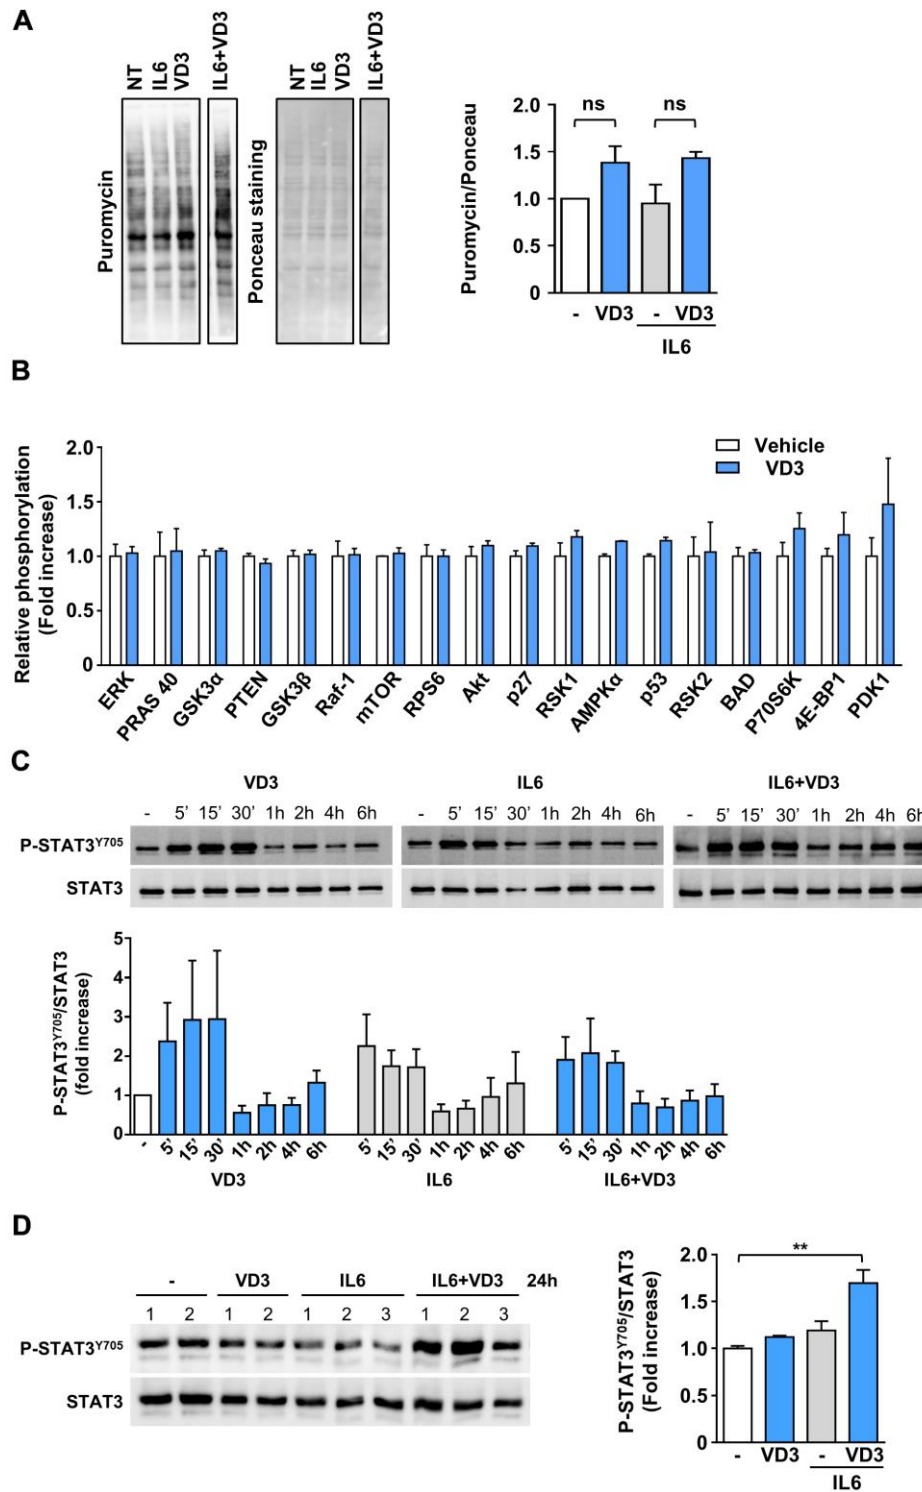 A
NT IL6 VD3 IL6+VD3
Puromycin
NT IL6 VD3 IL6+VD3
Ponceau staining
Puromycin/Ponceau
2.0
1.5
1.0
0.5
0
ns ns
- VD3 - VD3
IL6
B
Relative phosphorylation
(Fold increase)
2.0
1.5
1.0
0.5
0
Vehicle
VD3
ERK PRAS 40 GSK3α PTEN GSK3β Raf-1 mTOR RPS6 Akt p27 RSK1 AMPKα p53 RSK2 BAD P70S6K 4E-BP1 PDK1
C
VD3 IL6 IL6+VD3
- 5' 15' 30' 1h 2h 4h 6h - 5' 15' 30' 1h 2h 4h 6h - 5' 15' 30' 1h 2h 4h 6h
P-STAT3Y705
STAT3
P-STAT3Y705/STAT3
(fold increase)
5
4
3
2
1
0
- 5' 15' 30' 1h 2h 4h 6h 5' 15' 30' 1h 2h 4h 6h 5' 15' 30' 1h 2h 4h 6h
VD3 IL6 IL6+VD3
D
- VD3 IL6 IL6+VD3 24h
1 2 1 2 1 2 3 1 2 3
P-STAT3Y705
STAT3
P-STAT3Y705/STAT3
(Fold increase)
2.0
1.5
1.0
0.5
0
**
- VD3 - VD3
IL6